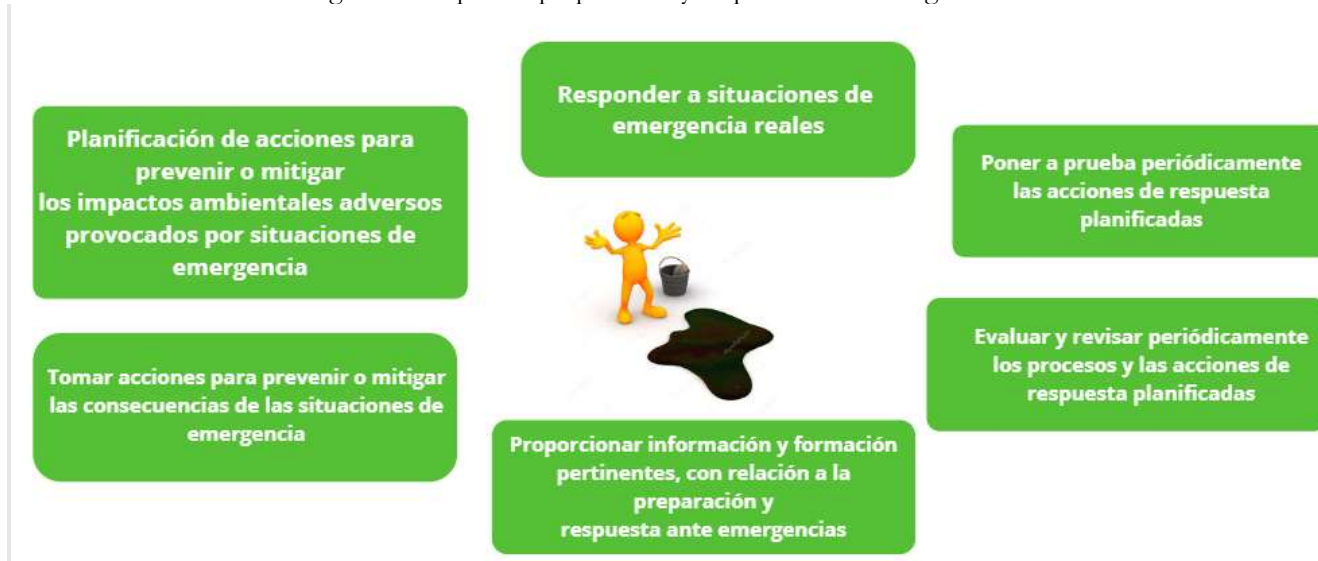 Responder a situaciones de
emergencia reales
Planificación de acciones para
prevenir o mitigar
los impactos ambientales adversos
provocados por situaciones de
emergencia
Poner a prueba periódicamente
las acciones de respuesta
planificadas
Tomar acciones para prevenir o mitigar
las consecuencias de las situaciones de
emergencia
Evaluar y revisar periódicamente
los procesos y las acciones de
respuesta planificadas
Proporcionar información y formación
pertinentes, con relación a la
preparación y
respuesta ante emergencias